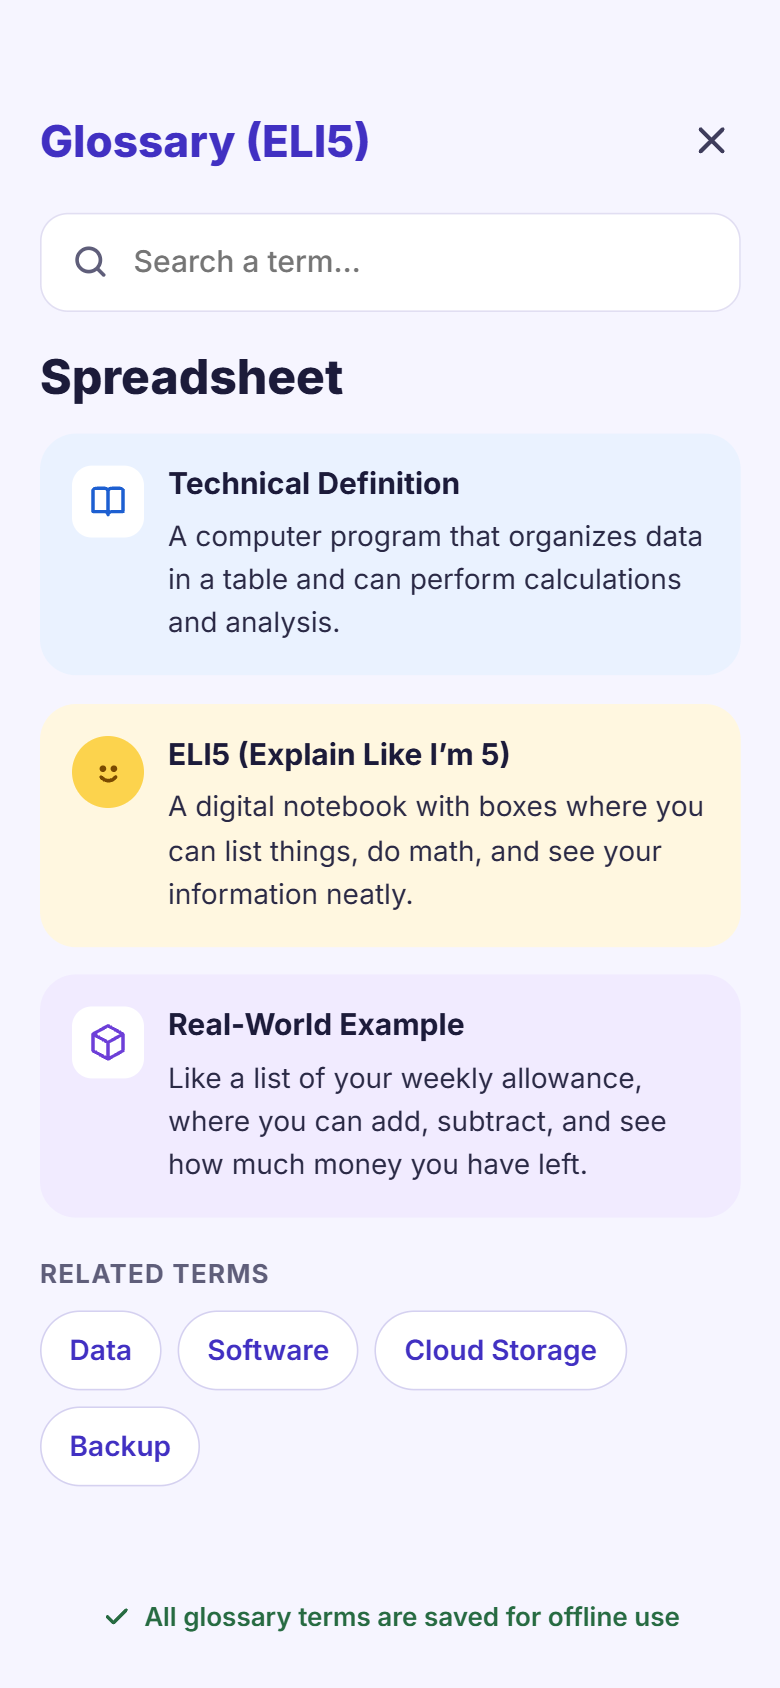 Glossary (ELI5)
Search a term...
Spreadsheet
Technical Definition
A computer program that organizes data
in a table and can perform calculations
and analysis.
ELI5 (Explain Like I’m 5)
A digital notebook with boxes where you
can list things, do math, and see your
information neatly.
Real-World Example
Like a list of your weekly allowance,
where you can add, subtract, and see
how much money you have left.
RELATED TERMS
Data
Software
Cloud Storage
Backup
All glossary terms are saved for offline use